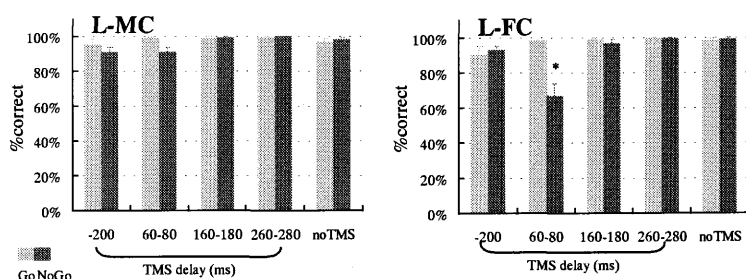 L-MC
%correct
100%
80%
60%
40%
20%
0%
-200 60-80 160-180 260-280 noTMS
TMS delay (ms)
Go NoGo
L-FC
%correct
100%
80%
60%
40%
20%
0%
*
-200 60-80 160-180 260-280 noTMS
TMS delay (ms)